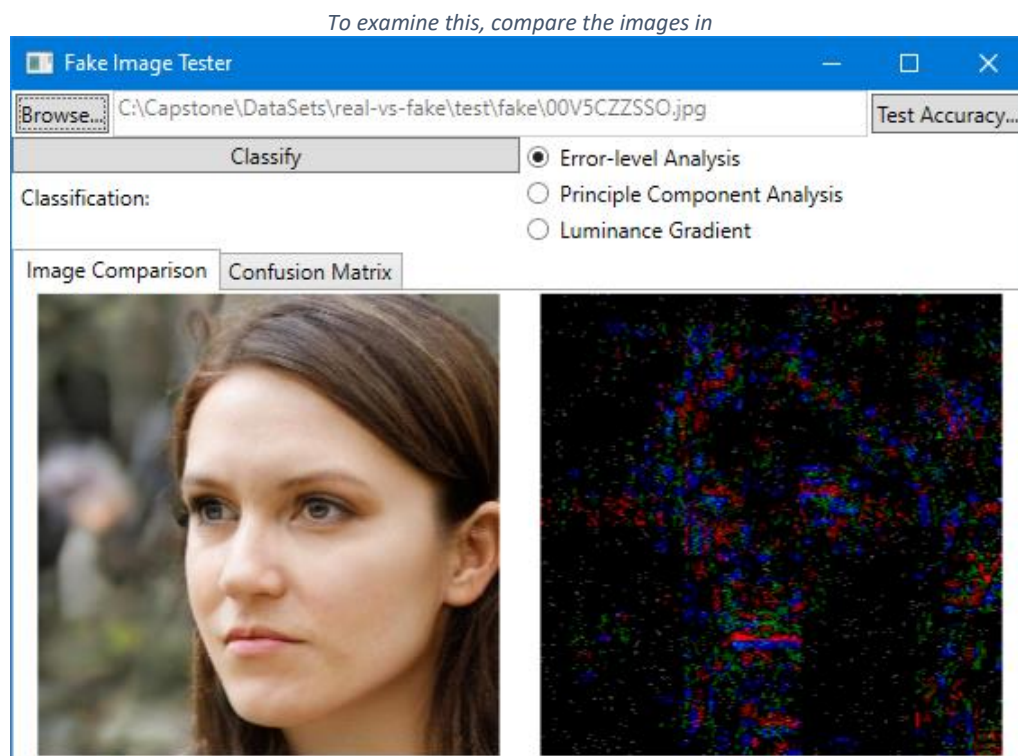 To examine this, compare the images in
Fake Image Tester
Browse... C:\Capstone\DataSets\real-vs-fake\test\fake\00V5CZZSSO.jpg Test Accuracy...
Classify
Error-level Analysis
Classification:
Principle Component Analysis
Luminance Gradient
Image Comparison Confusion Matrix